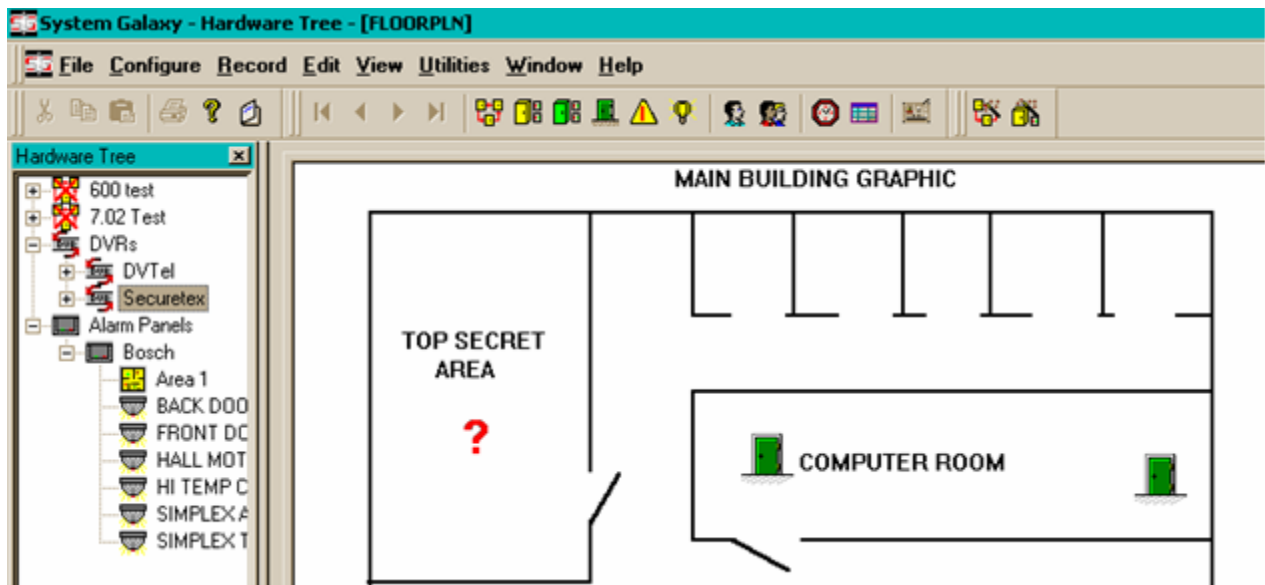 System Galaxy - Hardware Tree - [FLOORPLN]
File Configure Record Edit View Utilities Window Help
Hardware Tree
600 test
7.02 Test
DVRs
DVTel
Securetex
Alarm Panels
Bosch
Area 1
BACK DOO
FRONT DC
HALL MOT
HI TEMP C
SIMPLEX A
SIMPLEX T
MAIN BUILDING GRAPHIC
TOP SECRET
AREA
?
COMPUTER ROOM